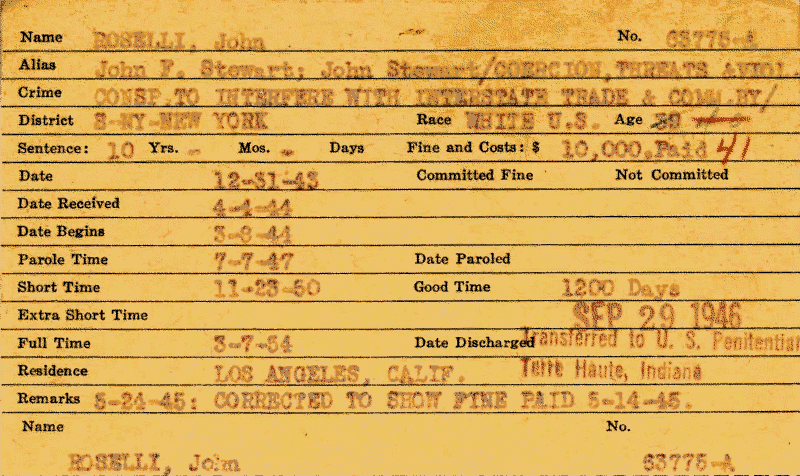 Name ROSELLI, John No. 63775-A
Alias John F. Stewart; John Stewart/COERCION, THREATS &VIOL.
Crime CONSP. TO INTERFERE WITH INTERSTATE TRADE & COMM. BY/
District S-NY-NEW YORK Race WHITE U.S. Age 39
Sentence: 10 Yrs. - Mos. - Days Fine and Costs: $ 10,000.Paid 41
Date 12-31-43 Committed Fine Not Committed
Date Received 4-4-44
Date Begins 3-8-44
Parole Time 7-7-47 Date Paroled
Short Time 11-23-50 Good Time 1200 Days
Extra Short Time SEP 29 1946
Full Time 3-7-54 Date Discharged Transferred to U. S. Penitentiar
Residence LOS ANGELES, CALIF. Terre Haute, Indiana
Remarks 5-24-45: CORRECTED TO SHOW FINE PAID 5-14-45.
Name No.
ROSELLI, John 63775-A